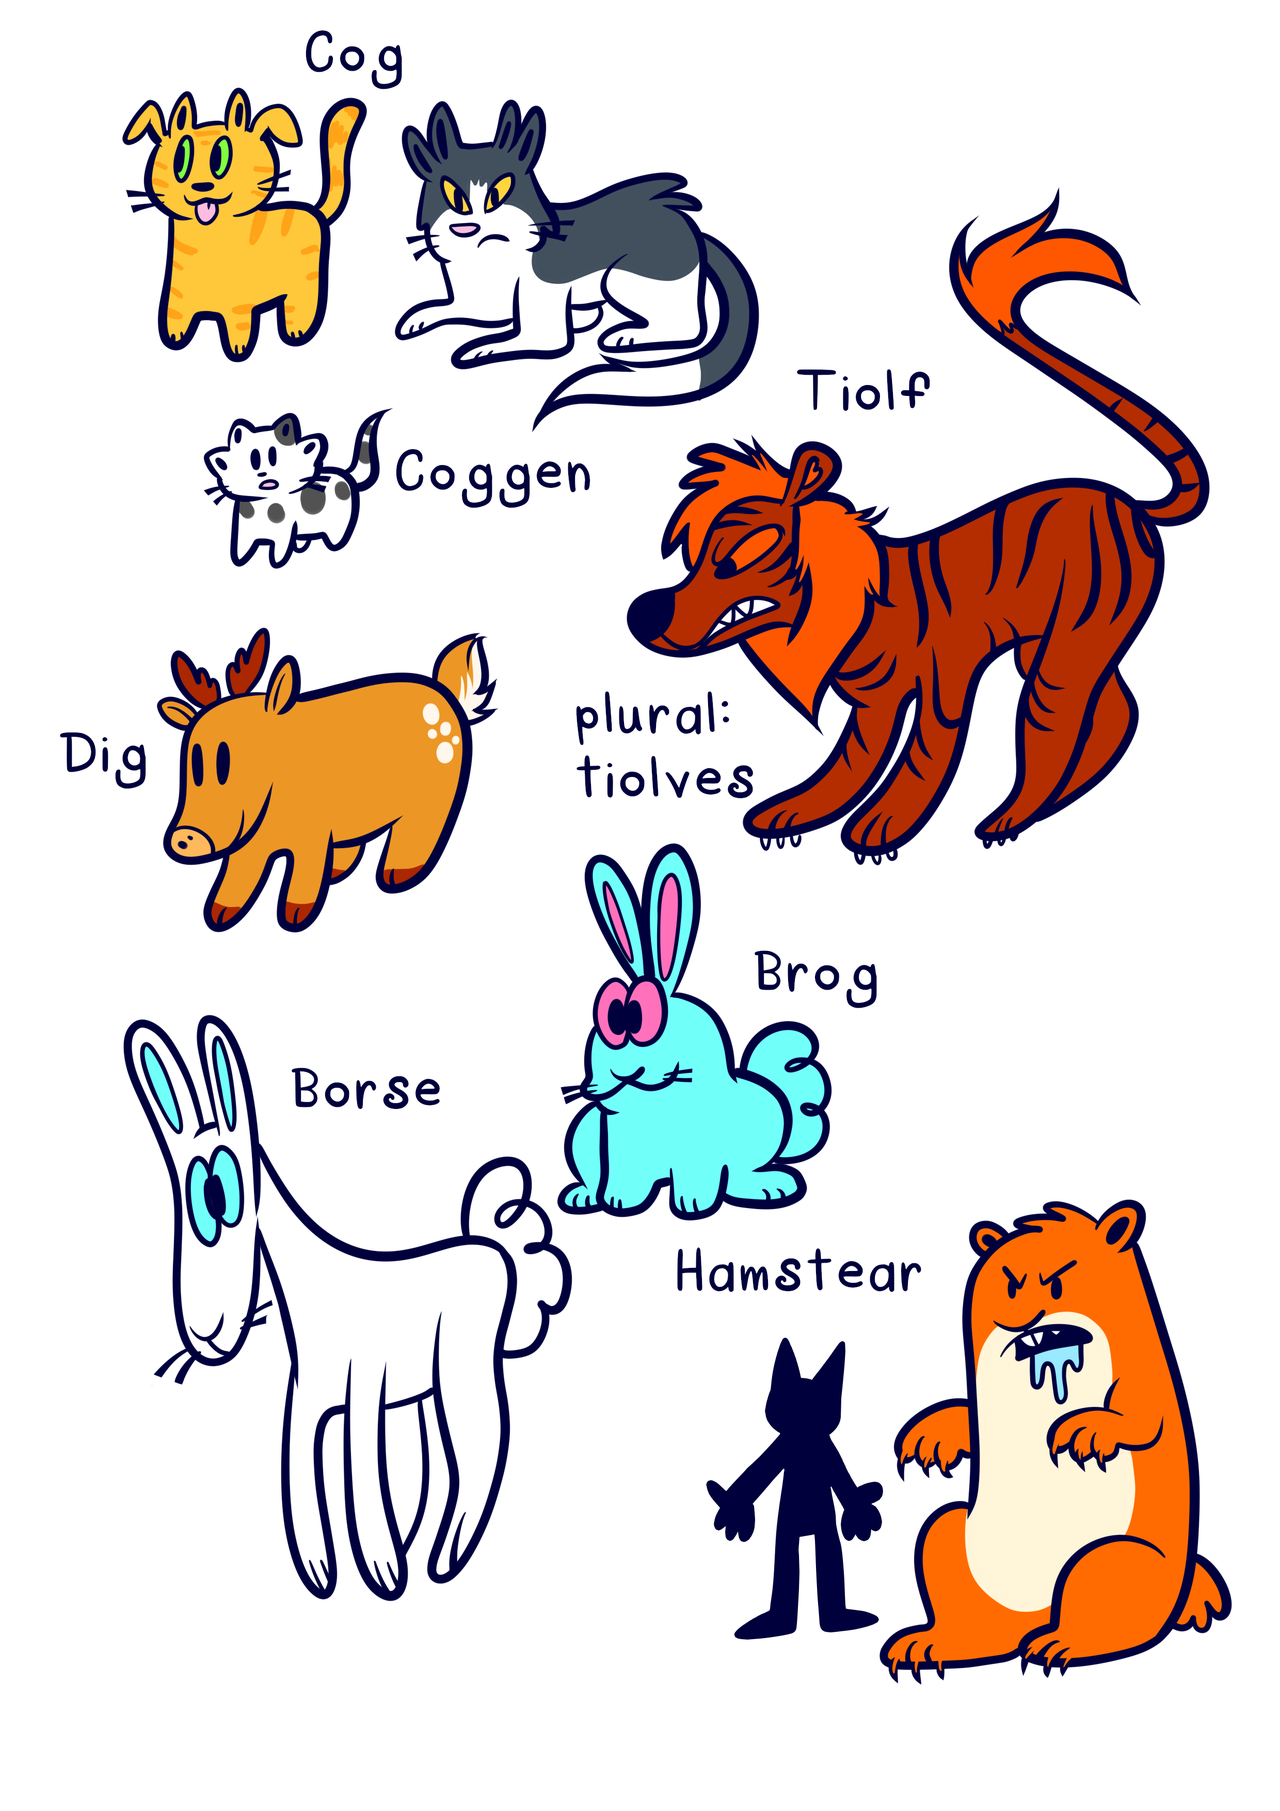 Cog
Tiolf
Coggen
plural:
tiolves
Dig
Brog
Borse
Hamstear